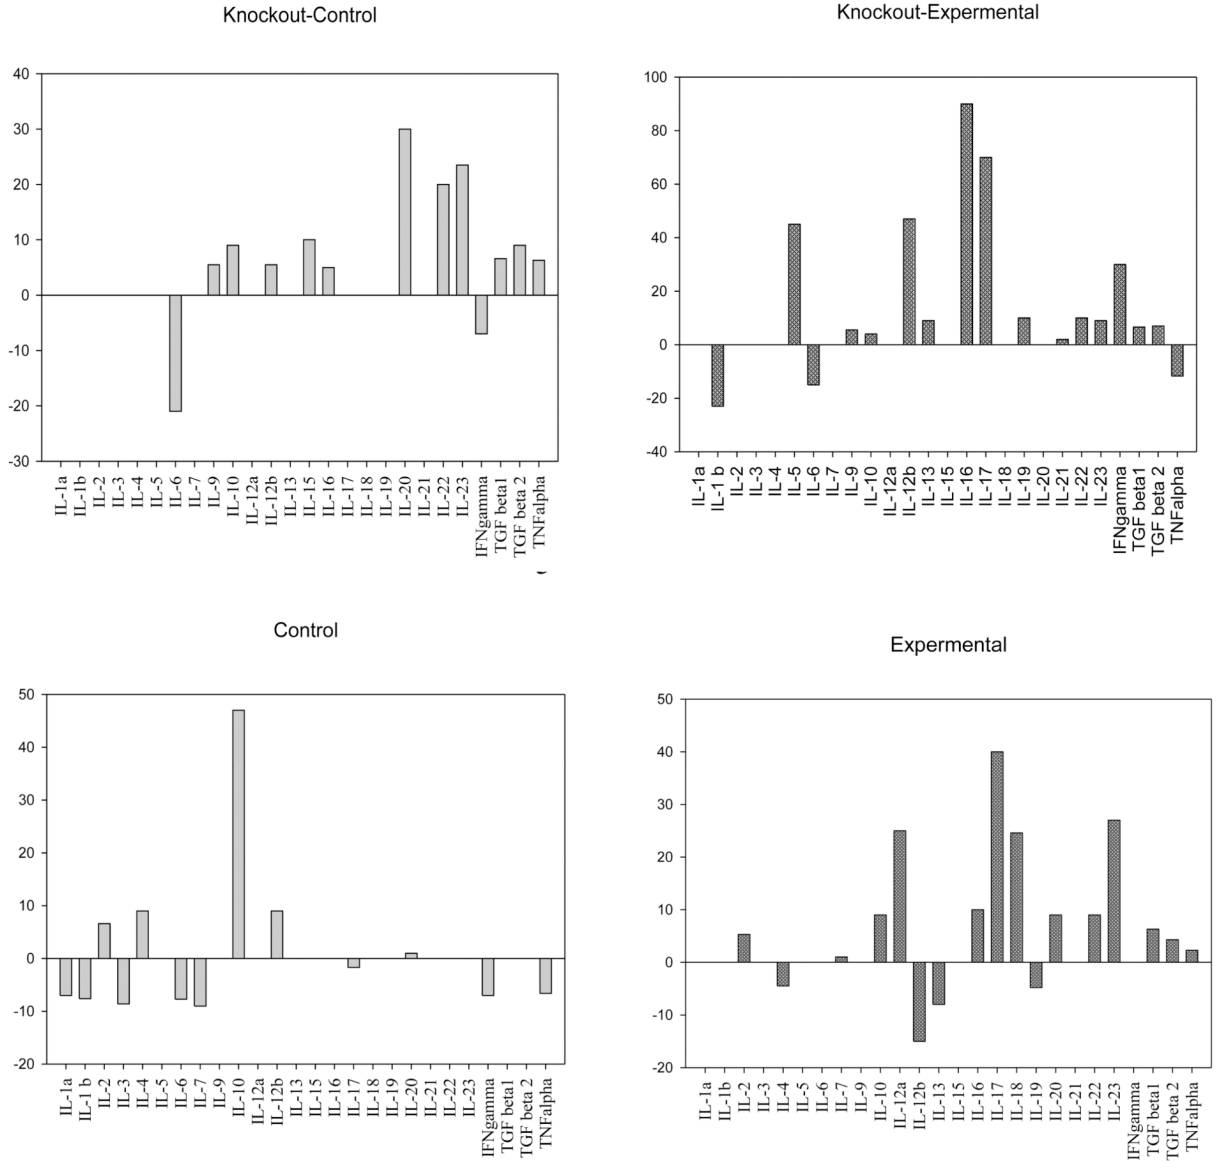 Knockout-Control
40
30
20
10
0
-10
-20
-30
IL-1a
IL-1b
IL-2
IL-3
IL-4
IL-5
IL-6
IL-7
IL-9
IL-10
IL-12a
IL-12b
IL-13
IL-15
IL-16
IL-17
IL-18
IL-19
IL-20
IL-21
IL-22
IL-23
IFNgamma
TGF beta1
TGF beta 2
TNFalpha
Knockout-Expermental
100
80
60
40
20
0
-20
-40
IL-1a
IL-1 b
IL-2
IL-3
IL-4
IL-5
IL-6
IL-7
IL-9
IL-10
IL-12a
IL-12b
IL-13
IL-15
IL-16
IL-17
IL-18
IL-19
IL-20
IL-21
IL-22
IL-23
IFNgamma
TGF beta1
TGF beta 2
TNFalpha
Control
50
40
30
20
10
0
-10
-20
IL-1a
IL-1 b
IL-2
IL-3
IL-4
IL-5
IL-6
IL-7
IL-9
IL-10
IL-12a
IL-12b
IL-13
IL-15
IL-16
IL-17
IL-18
IL-19
IL-20
IL-21
IL-22
IL-23
IFNgamma
TGF beta1
TGF beta 2
TNFalpha
Expermental
50
40
30
20
10
0
-10
-20
IL-1a
IL-1 b
IL-2
IL-3
IL-4
IL-5
IL-6
IL-7
IL-9
IL-10
IL-12a
IL-12b
IL-13
IL-15
IL-16
IL-17
IL-18
IL-19
IL-20
IL-21
IL-22
IL-23
IFNgamma
TGF beta1
TGF beta 2
TNFalpha